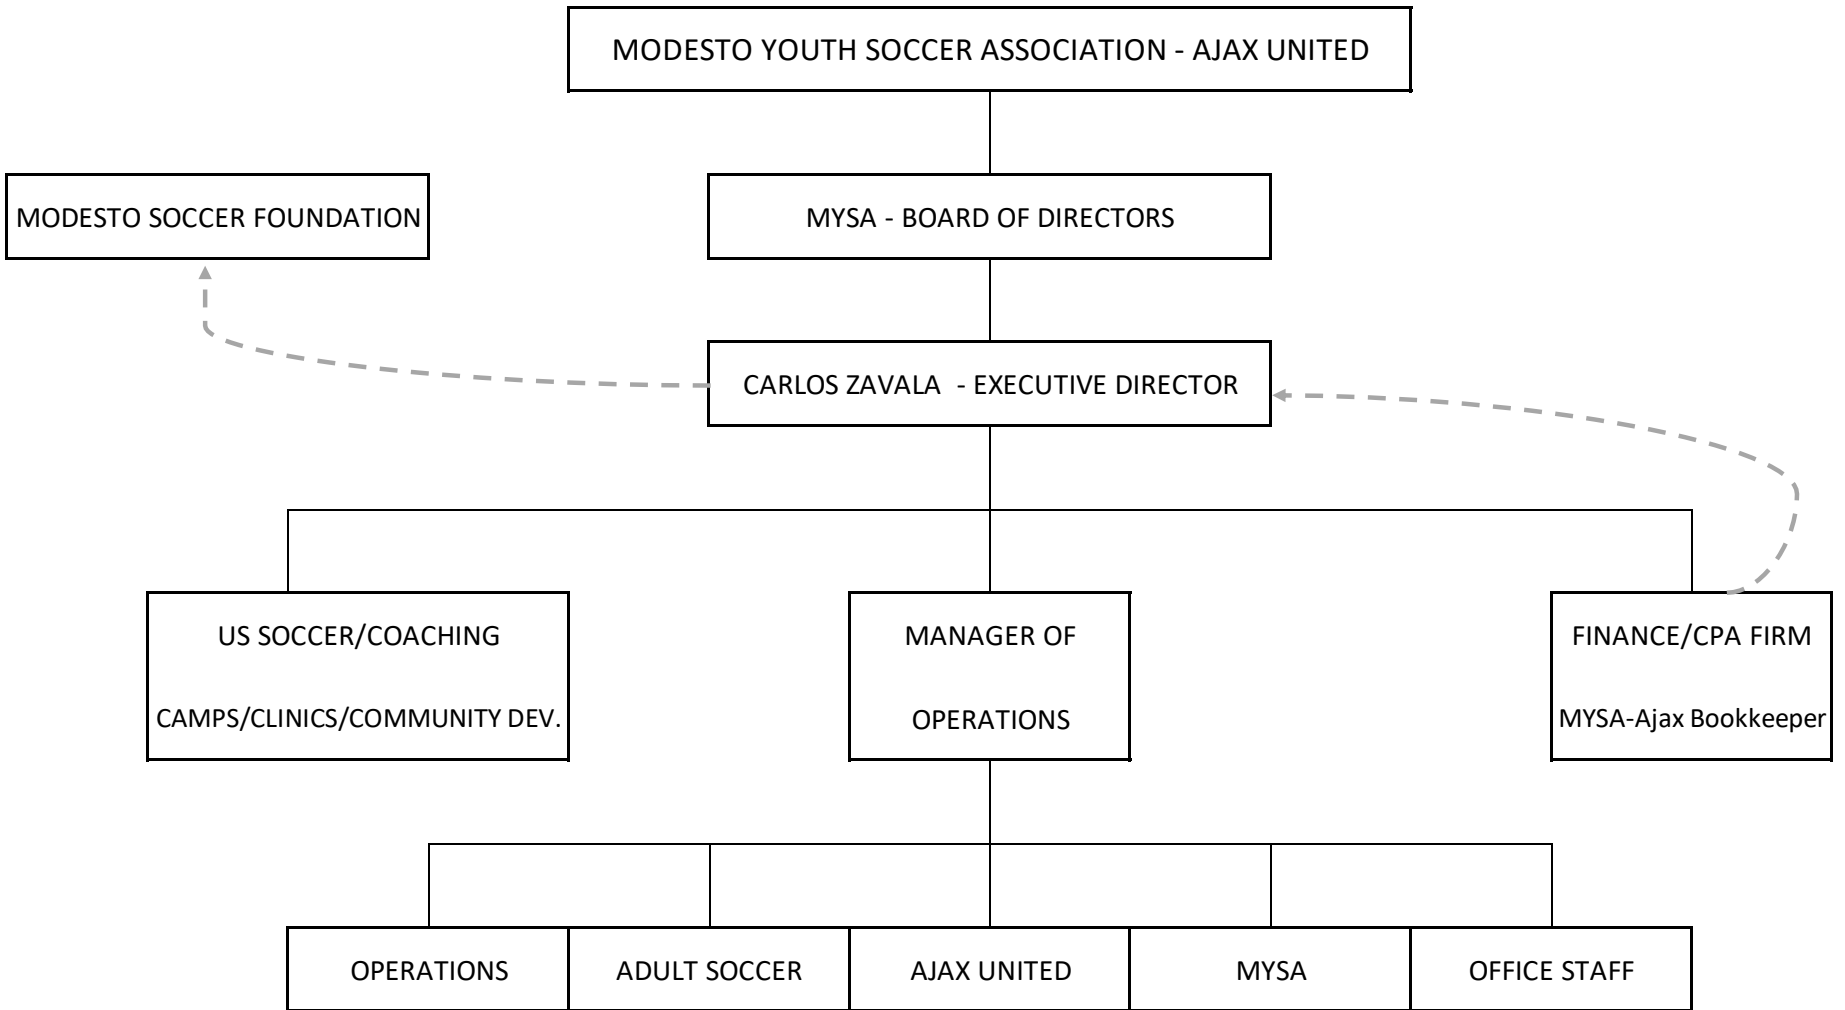 MODESTO YOUTH SOCCER ASSOCIATION - AJAX UNITED
MODESTO SOCCER FOUNDATION
MYSA - BOARD OF DIRECTORS
CARLOS ZAVALA - EXECUTIVE DIRECTOR
US SOCCER/COACHING
CAMPS/CLINICS/COMMUNITY DEV.
MANAGER OF
OPERATIONS
FINANCE/CPA FIRM
MYSA-Ajax Bookkeeper
OPERATIONS
ADULT SOCCER
AJAX UNITED
MYSA
OFFICE STAFF